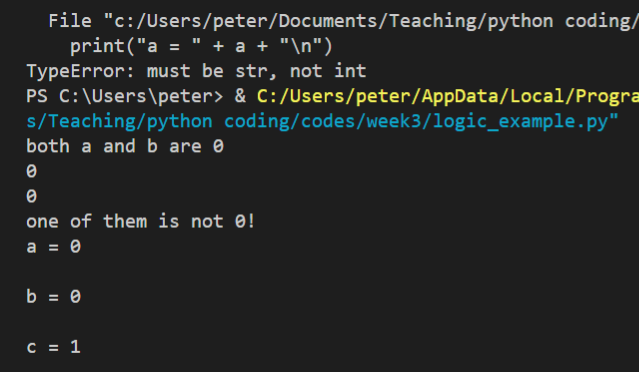 File "c:/Users/peter/Documents/Teaching/python coding/
print("a = " + a + "\n")
TypeError: must be str, not int
PS C:\Users\peter> & C:/Users/peter/AppData/Local/Progra
s/Teaching/python coding/codes/week3/logic_example.py"
both a and b are 0
0
0
one of them is not 0!
a = 0
b = 0
c = 1